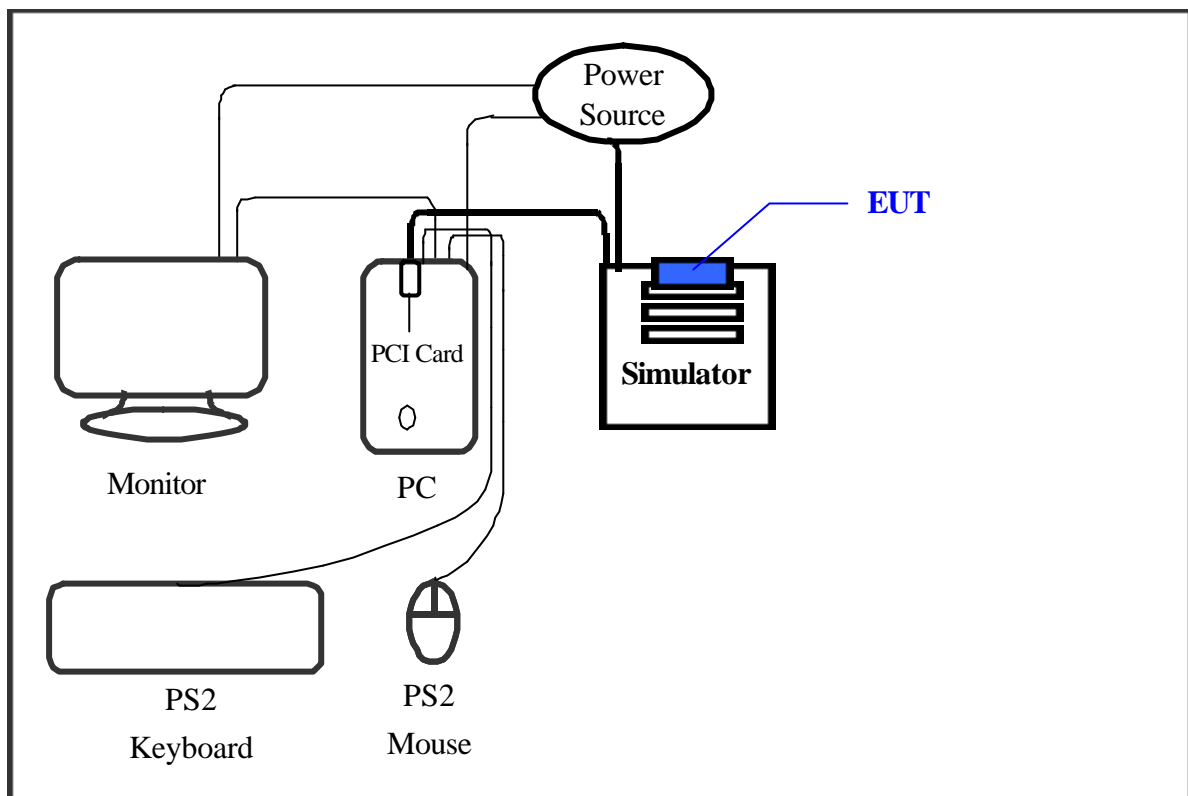 Power
Source
EUT
PCI Card
Simulator
Monitor
PC
PS2
Keyboard
PS2
Mouse